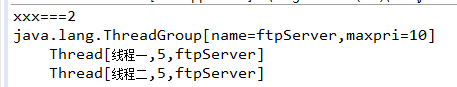 xxx===2
java.lang.ThreadGroup[name=ftpServer,maxpri=10]
    Thread[线程一,5,ftpServer]
    Thread[线程二,5,ftpServer]